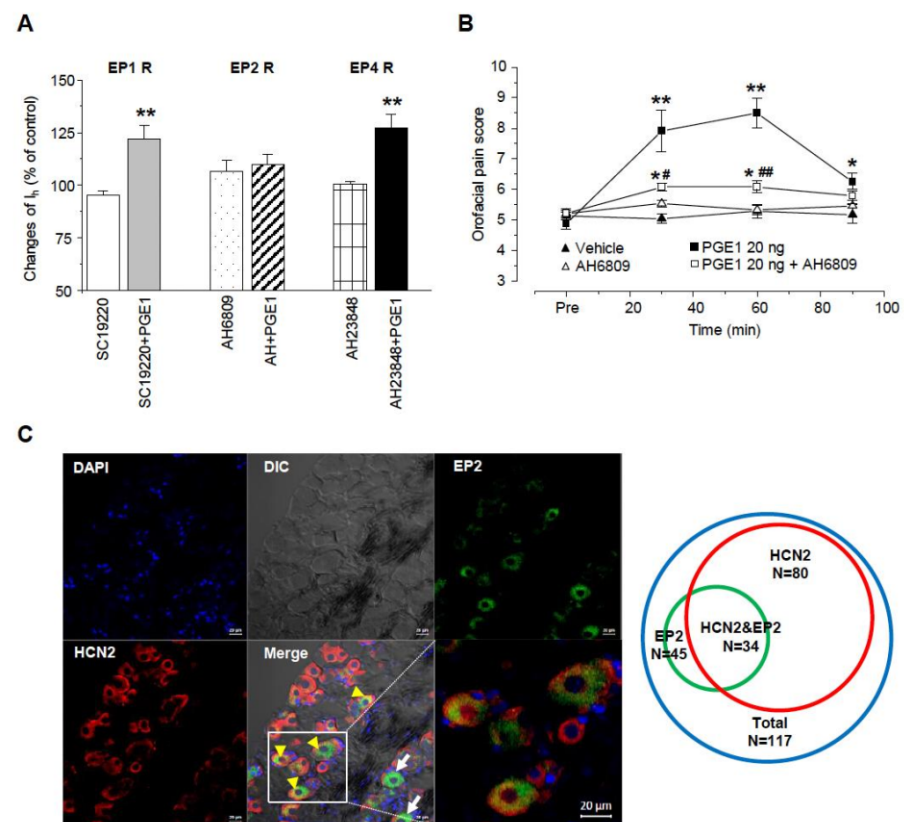 A
EP1 R EP2 R EP4 R
Changes of Ih (% of control)
150
125
100
75
50
**
**
SC19220
SC19220+PGE1
AH6809
AH+PGE1
AH23848
AH23848+PGE1
B
Orofacial pain score
10
9
8
7
6
5
4
3
** ** *
*# * ##
Vehicle
AH6809
PGE1 20 ng
PGE1 20 ng + AH6809
Pre 20 40 60 80 100
Time (min)
C
DAPI DIC EP2
HCN2 Merge
20 μm
HCN2
N=80
HCN2&EP2
N=34
EP2
N=45
Total
N=117